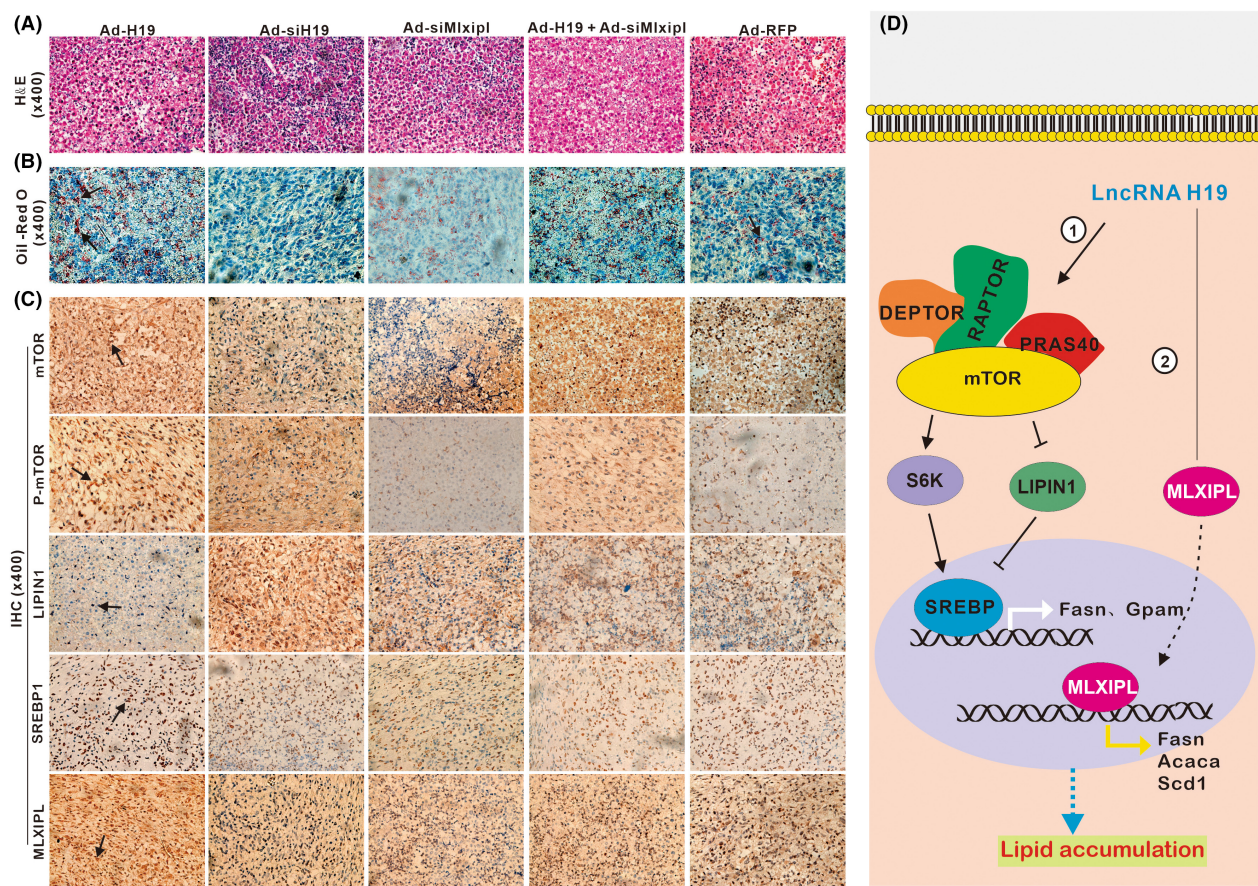 (A)
Ad-H19
Ad-siH19
Ad-siMlxipl
Ad-H19 + Ad-siMlxipl
Ad-RFP
H&E
(x400)
(B)
Oil -Red O
(x400)
(C)
IHC (x400)
mTOR
P-mTOR
LIPIN1
SREBP1
MLXIPL
(D)
LncRNA H19
1
RAPTOR
DEPTOR
PRAS40
mTOR
2
S6K
LIPIN1
MLXIPL
SREBP
Fasn、Gpam
MLXIPL
Fasn
Acaca
Scd1
Lipid accumulation